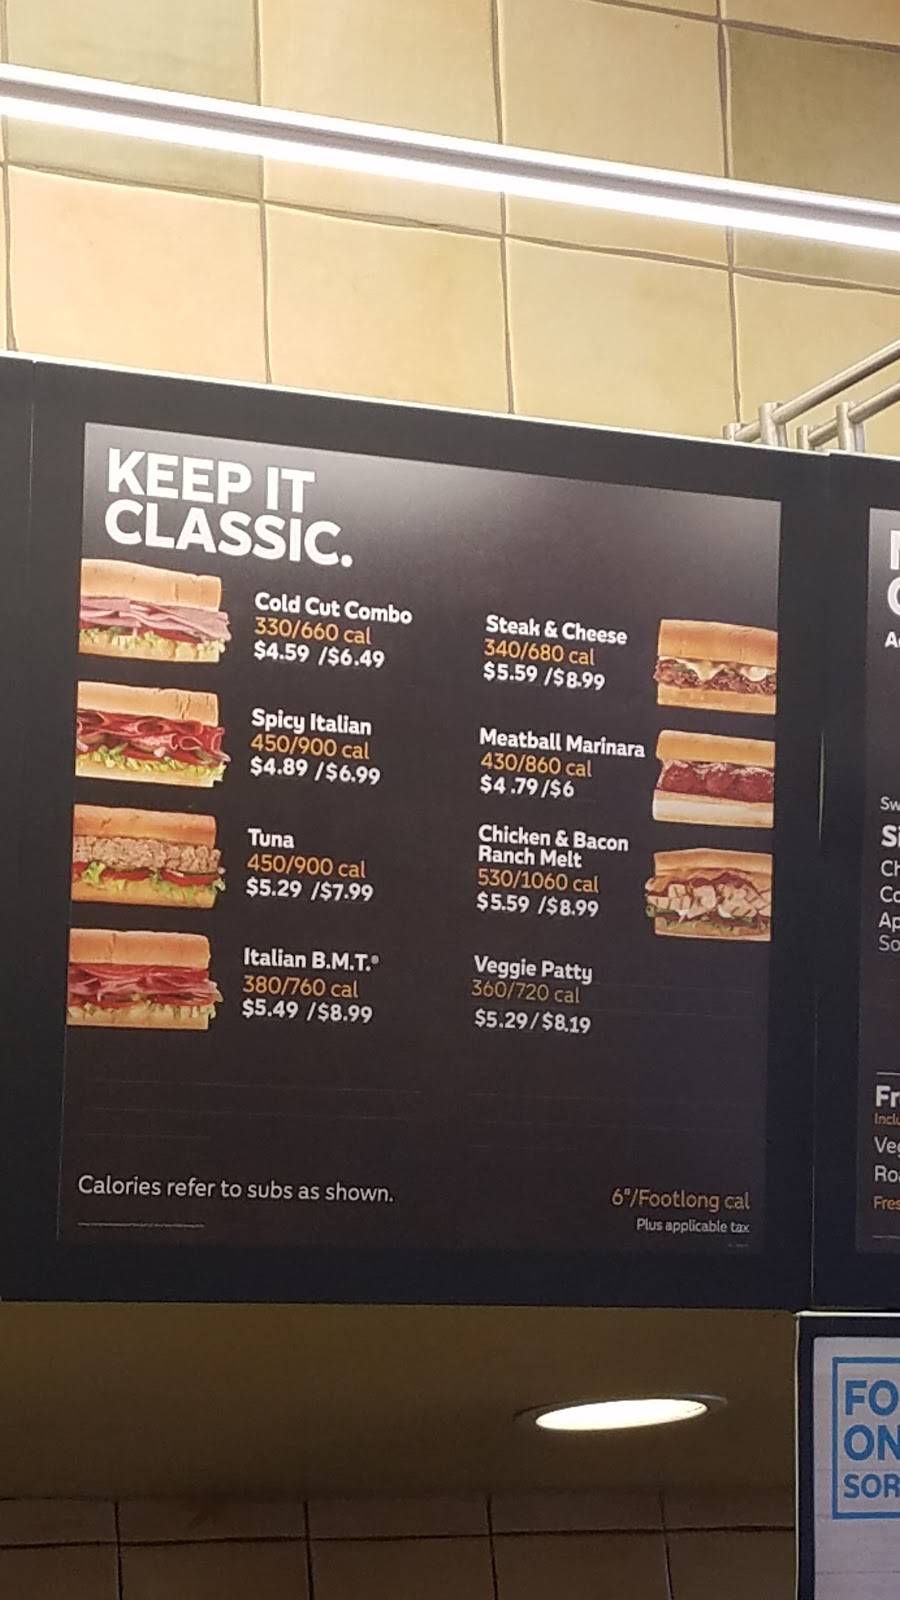 KEEP IT
CLASSIC.
Cold Cut Combo
330/660 cal
$4.59 /$6.49
Spicy Italian
450/900 cal
$4.89 /$6.99
Tuna
450/900 cal
$5.29 /$7.99
Italian B.M.T.®
380/760 cal
$5.49 /$8.99
Steak & Cheese
340/680 cal
$5.59 /$8.99
Meatball Marinara
430/860 cal
$4.79/$6
Chicken & Bacon
Ranch Melt
530/1060 cal
$5.59 /$8.99
Veggie Patty
360/720 cal
$5.29/$8.19
Calories refer to subs as shown.
6"/Footlong cal
Plus applicable tax